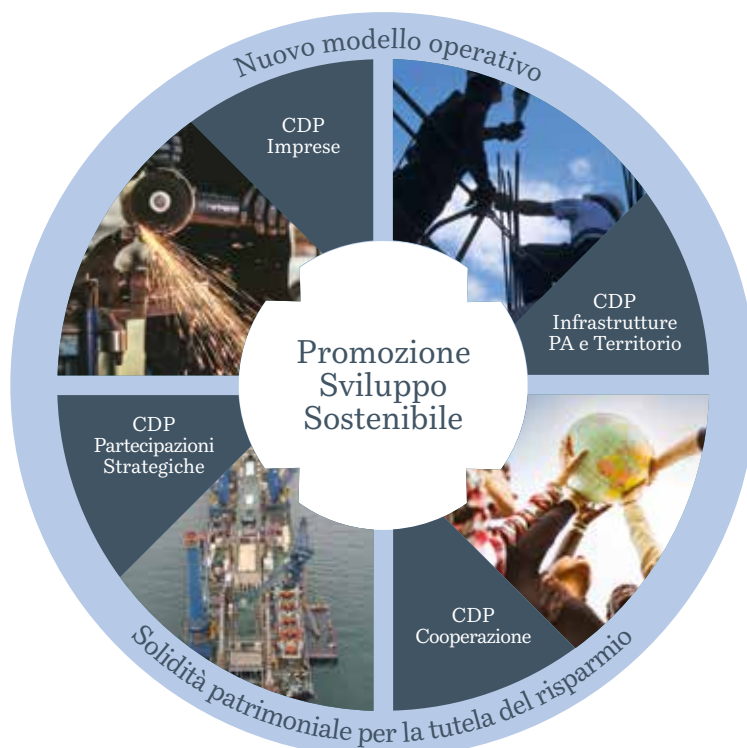 Nuovo modello operativo
CDP
Imprese
CDP
Infrastrutture
PA e Territorio
Promozione
Sviluppo
Sostenibile
CDP
Partecipazioni
Strategiche
CDP
Cooperazione
Solidità patrimoniale per la tutela del risparmio